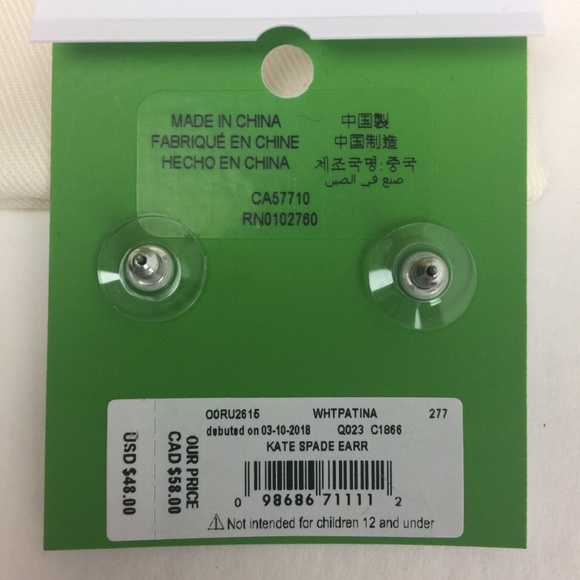 MADE IN CHINA
FABRIQUÉ EN CHINE
HECHO EN CHINA
中国製
中国制造
제조국명:중국
صنع في الصين
CA57710
RN0102760
O0RU2615 WHTPATINA 277
debuted on 03-10-2018 Q023 C1866
KATE SPADE EARR
0 98686 71111 2
⚠ Not intended for children 12 and under
OUR PRICE
CAD $58.00
USD $48.00